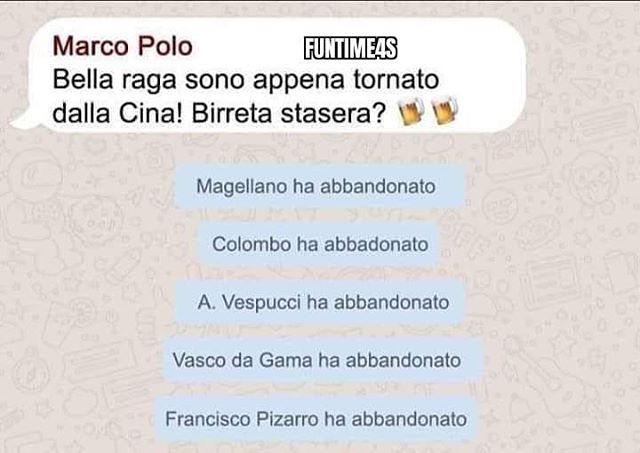 Marco Polo
FUNTIME4S
Bella raga sono appena tornato
dalla Cina! Birreta stasera? 🍺🍺
Magellano ha abbandonato
Colombo ha abbadonato
A. Vespucci ha abbandonato
Vasco da Gama ha abbandonato
Francisco Pizarro ha abbandonato